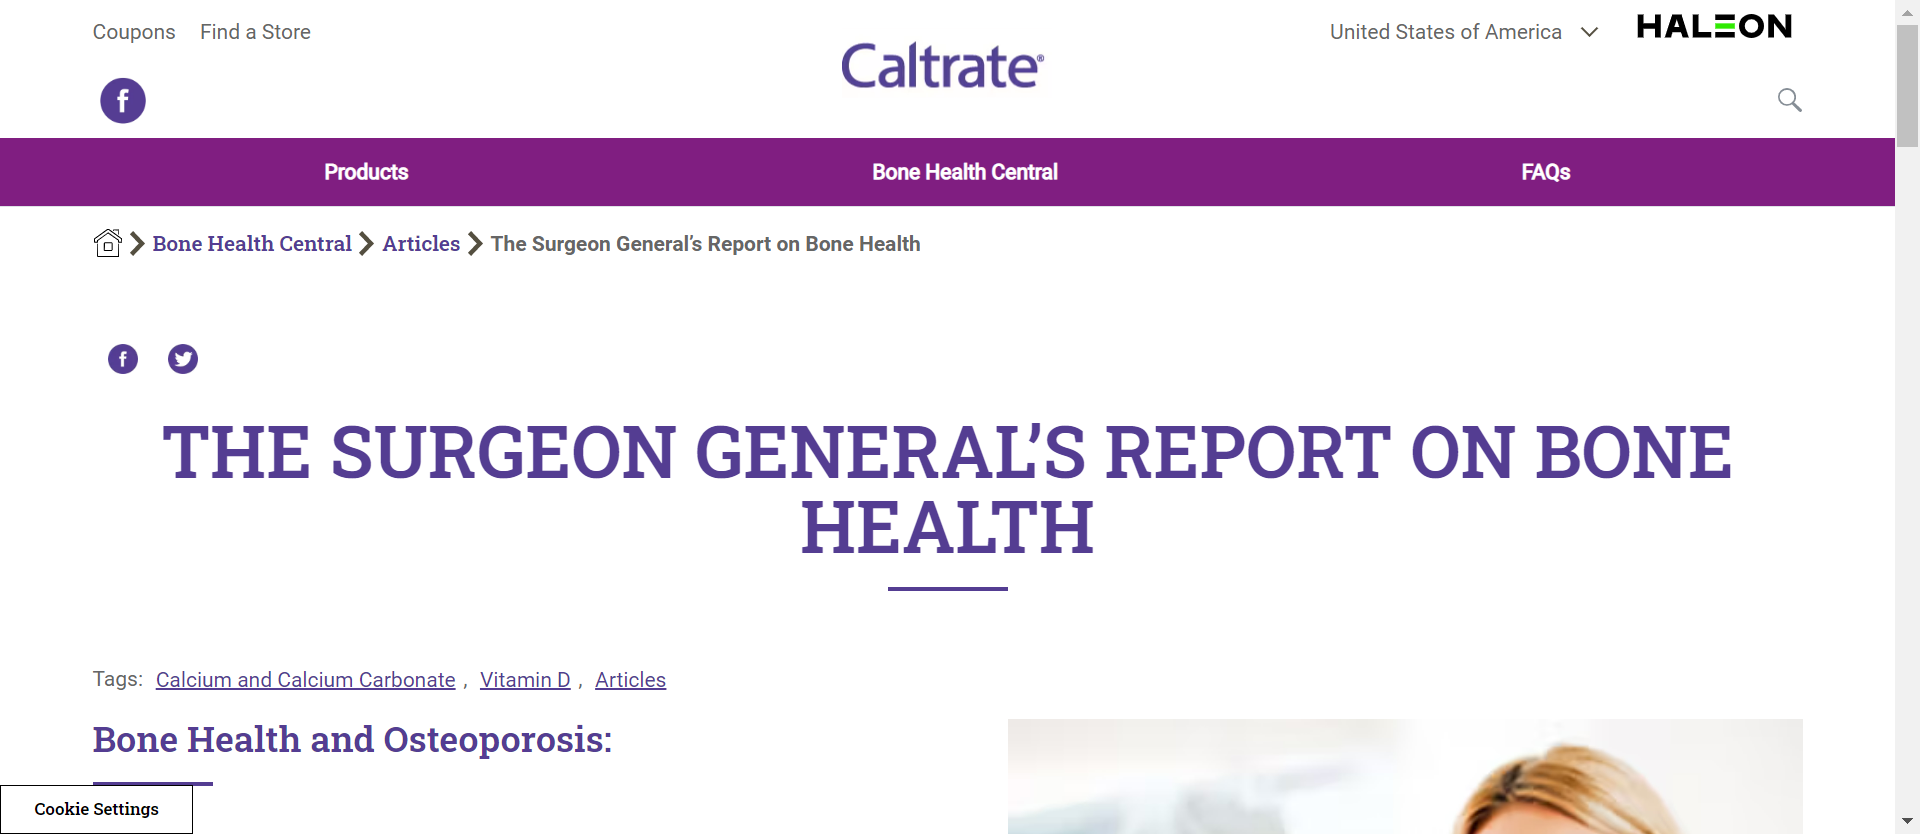 Coupons Find a Store
United States of America
HALEON
Caltrate®
Products Bone Health Central FAQs
Bone Health Central Articles The Surgeon General’s Report on Bone Health
THE SURGEON GENERAL’S REPORT ON BONE
HEALTH
Tags: Calcium and Calcium Carbonate , Vitamin D , Articles
Bone Health and Osteoporosis:
Cookie Settings